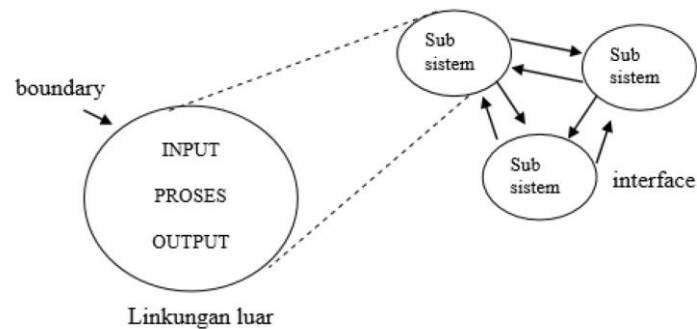 boundary
INPUT
PROSES
OUTPUT
Linkungan luar
Sub
sistem
Sub
sistem
Sub
sistem
interface